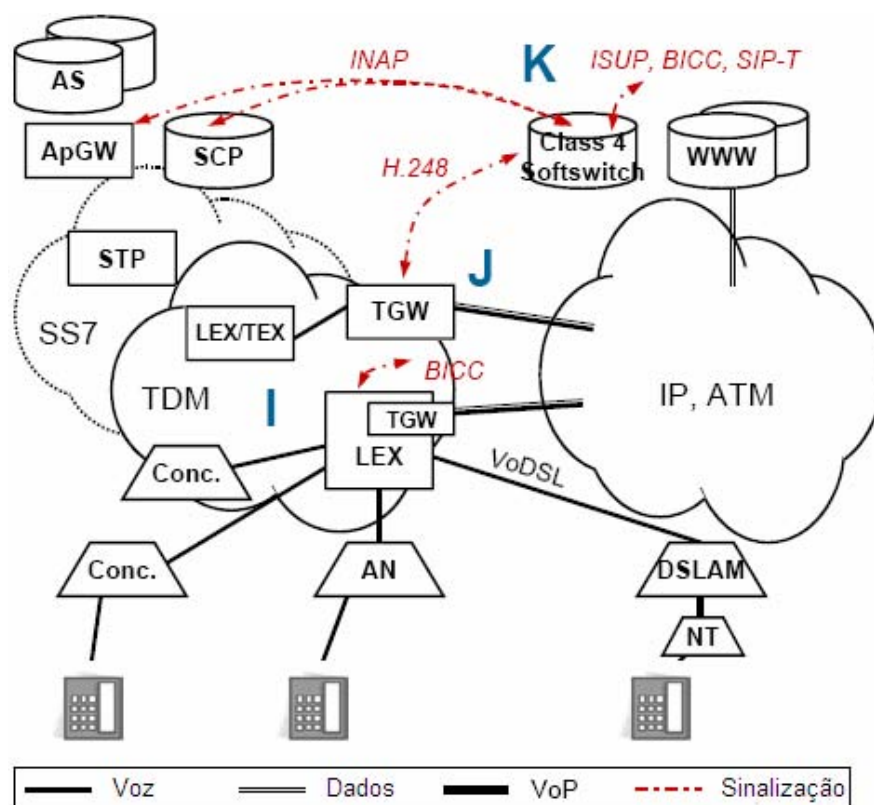 AS
INAP
K
ISUP, BICC, SIP-T
ApGW
SCP
Class 4
Softswitch
WWW
H.248
STP
J
SS7
LEX/TEX
TGW
TDM
I
BICC
TGW
LEX
IP, ATM
VoDSL
Conc.
Conc.
AN
DSLAM
NT
Voz
Dados
VoP
Sinalização